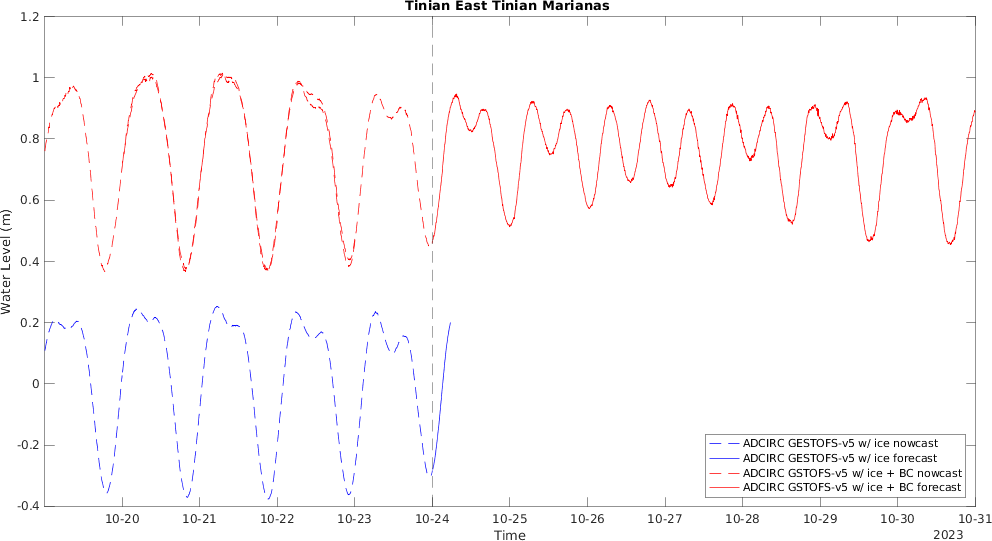 Tinian East Tinian Marianas
1.2
1
0.8
0.6
0.4
0.2
0
-0.2
-0.4
Water Level (m)
ADCIRC GESTOFS-v5 w/ ice nowcast
ADCIRC GESTOFS-v5 w/ ice forecast
ADCIRC GSTOFS-v5 w/ ice + BC nowcast
ADCIRC GSTOFS-v5 w/ ice + BC forecast
10-20 10-21 10-22 10-23 10-24 10-25 10-26 10-27 10-28 10-29 10-30 10-31
Time
2023